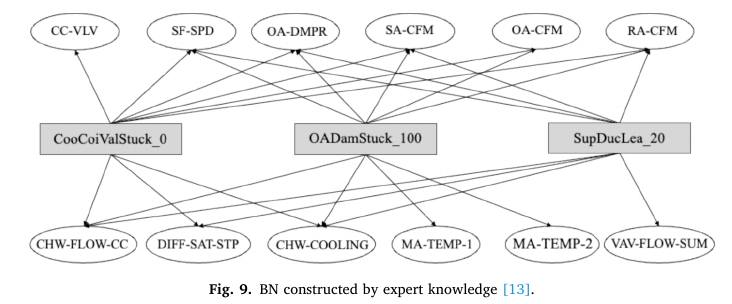 CC-VLV SF-SPD OA-DMPR SA-CFM OA-CFM RA-CFM
CooCoiValStuck_0 OADamStuck_100 SupDucLea_20
CHW-FLOW-CC DIFF-SAT-STP CHW-COOLING MA-TEMP-1 MA-TEMP-2 VAV-FLOW-SUM
Fig. 9. BN constructed by expert knowledge [13].